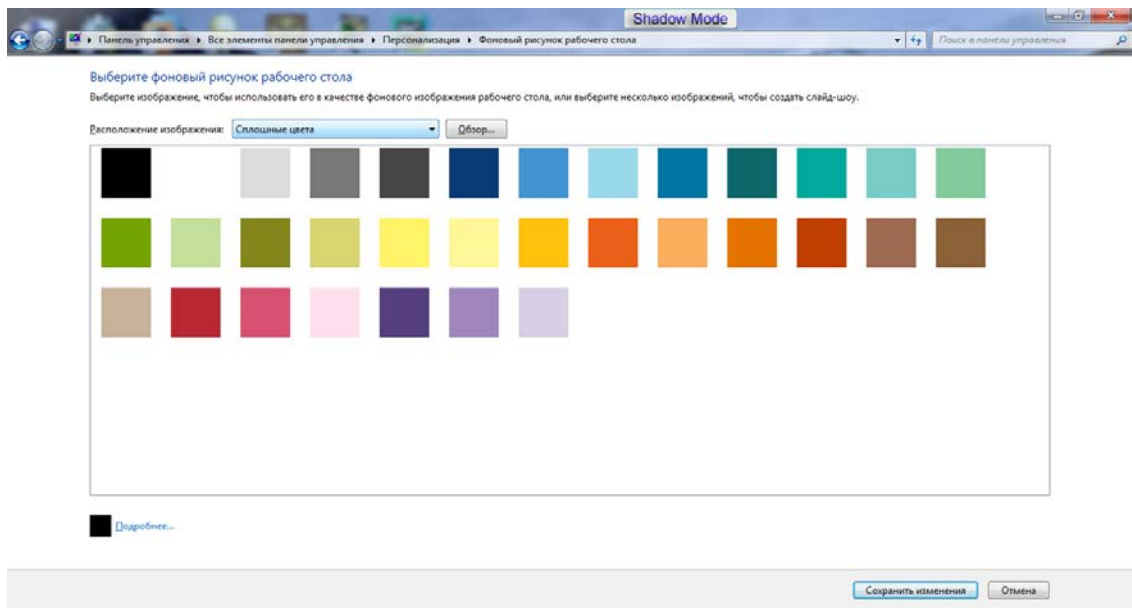 Shadow Mode
Панель управления Все элементы панели управления Персонализация Фоновый рисунок рабочего стола Поиск в панели управления
Выберите фоновый рисунок рабочего стола
Выберите изображение, чтобы использовать его в качестве фонового изображения рабочего стола, или выберите несколько изображений, чтобы создать слайд-шоу.
Расположение изображения: Сплошные цвета Обзор...
Подробнее...
Сохранить изменения Отмена